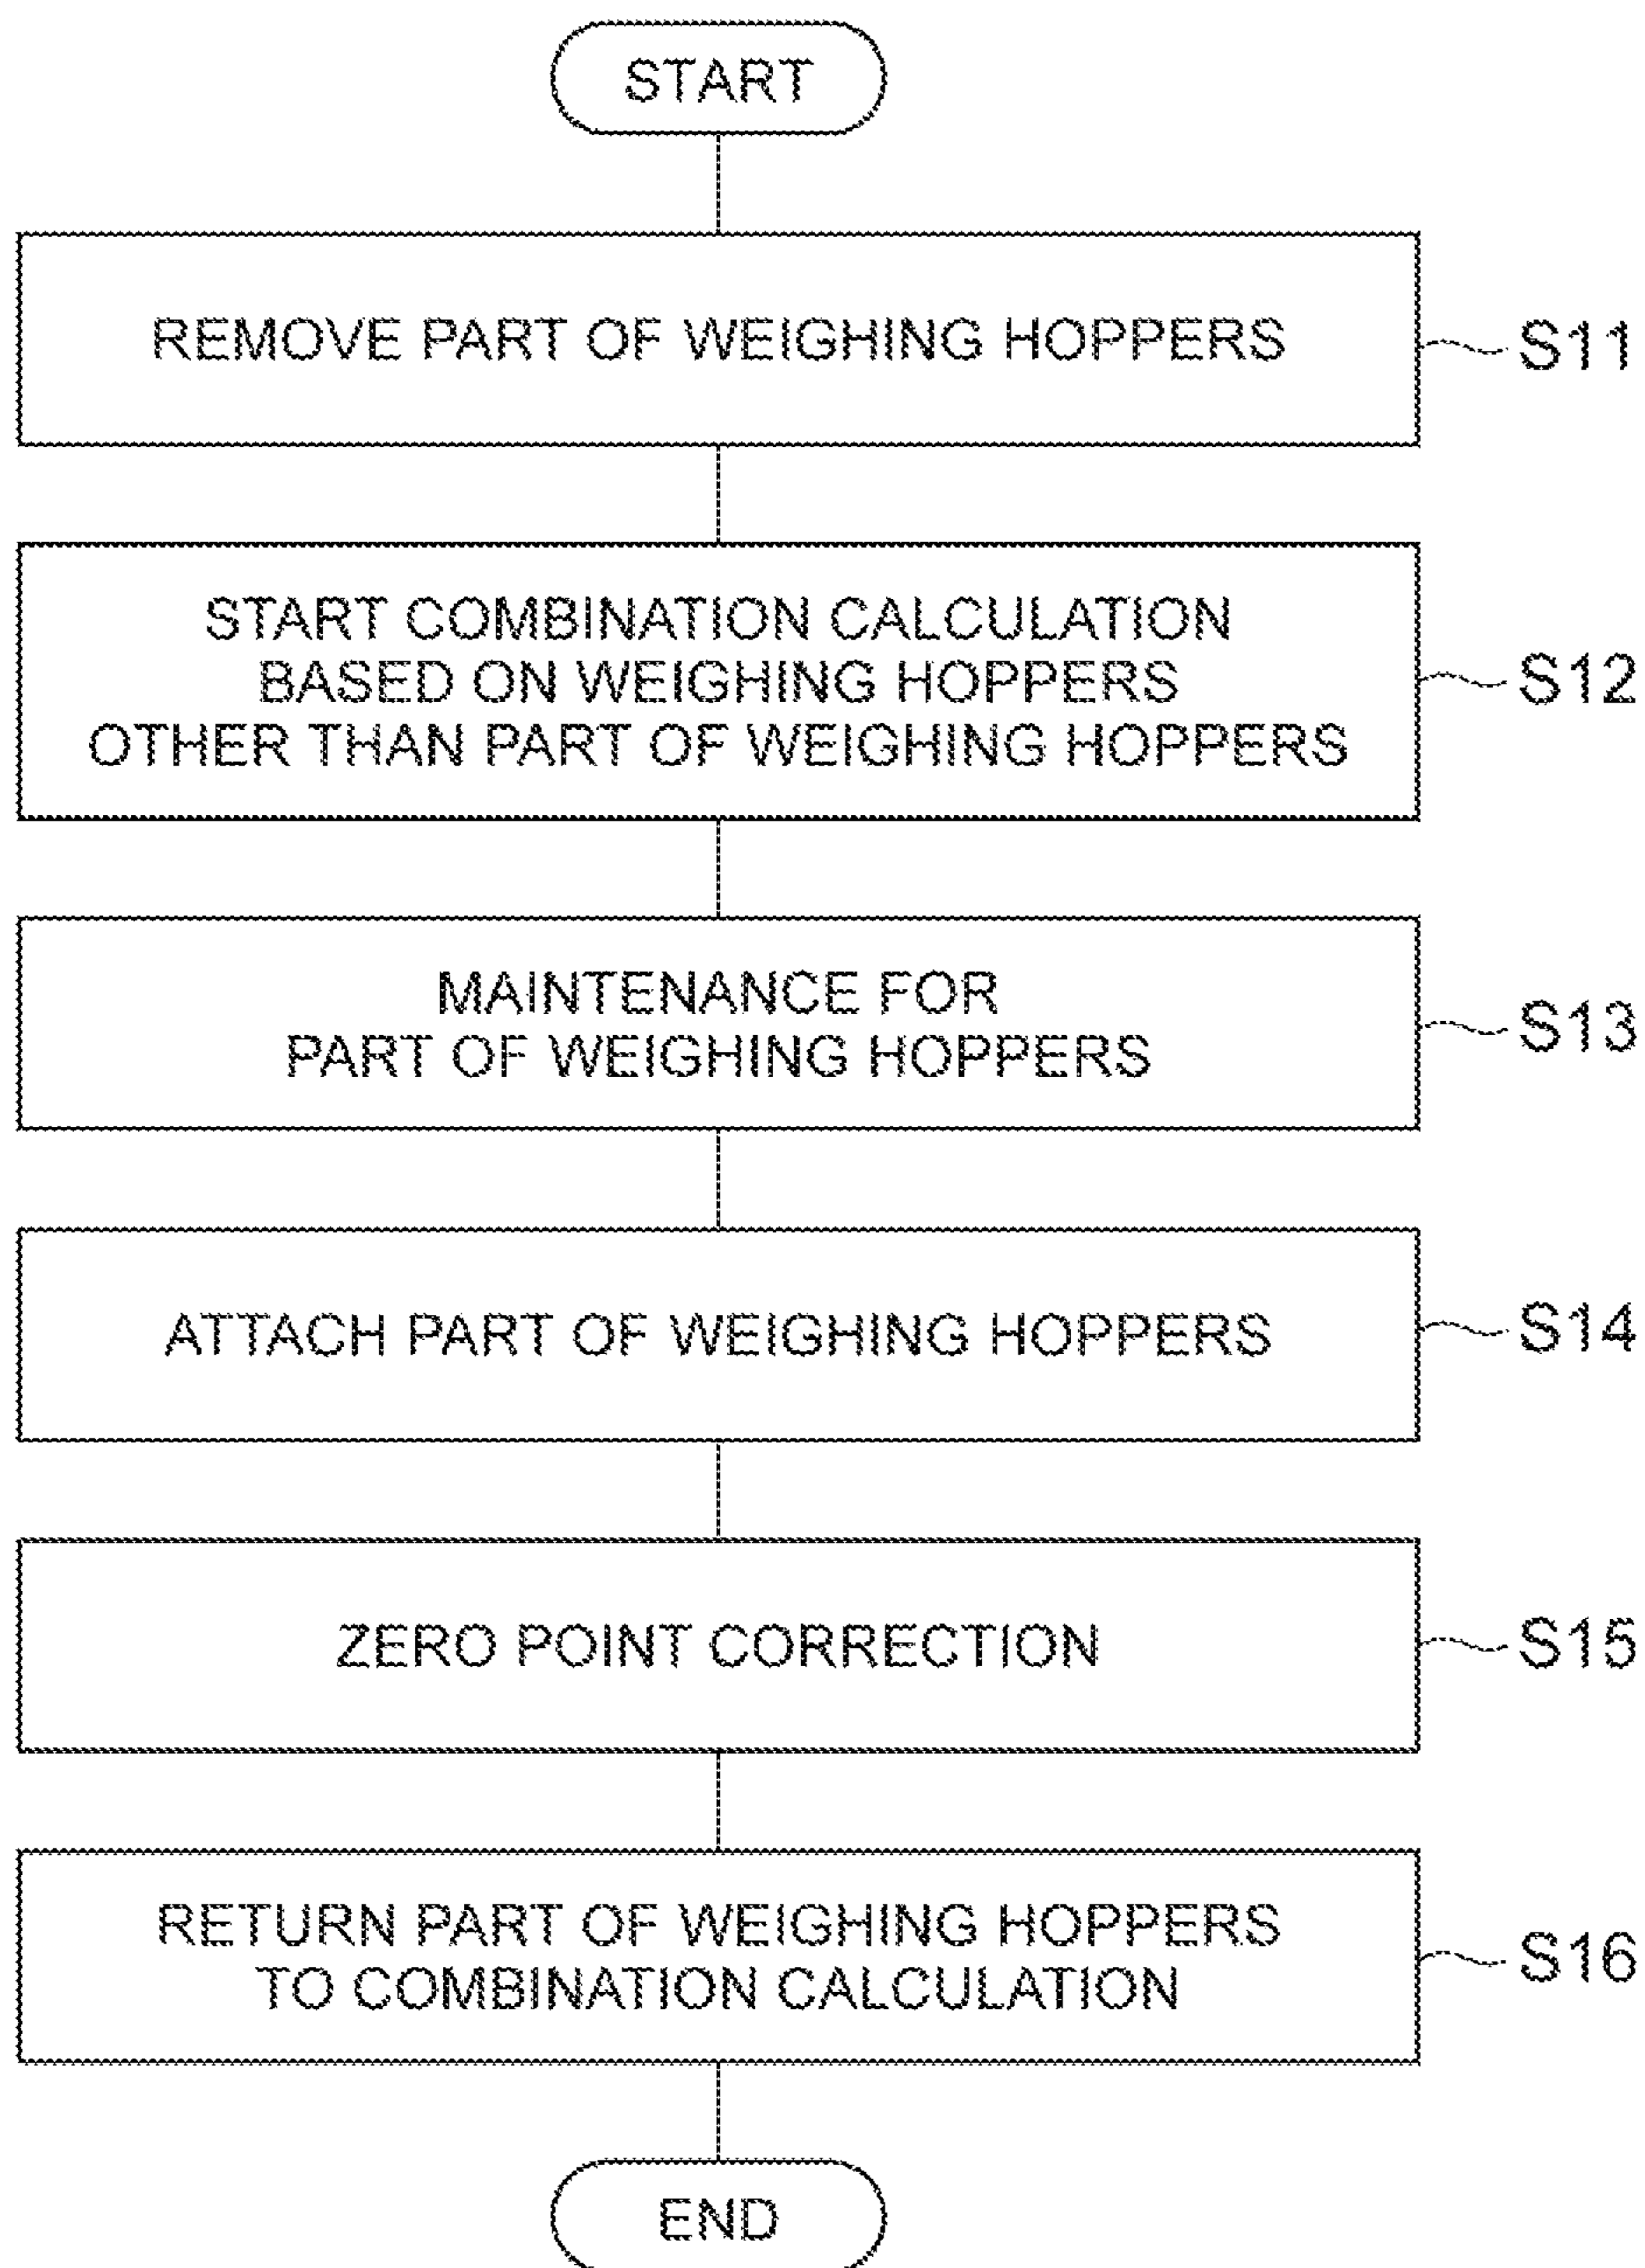 START
REMOVE PART OF WEIGHING HOPPERS
S11
START COMBINATION CALCULATION
BASED ON WEIGHING HOPPERS
OTHER THAN PART OF WEIGHING HOPPERS
S12
MAINTENANCE FOR
PART OF WEIGHING HOPPERS
S13
ATTACH PART OF WEIGHING HOPPERS
S14
ZERO POINT CORRECTION
S15
RETURN PART OF WEIGHING HOPPERS
TO COMBINATION CALCULATION
S16
END